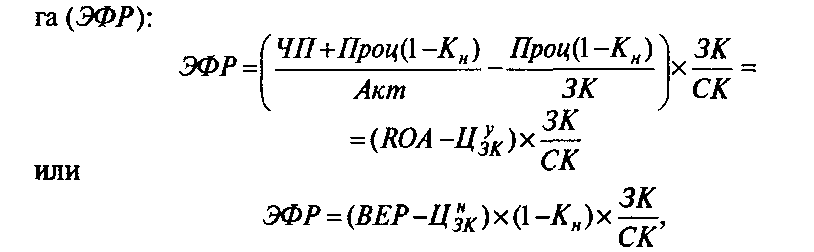 га (ЭФР):
ЭФР = ( (ЧП + Проц(1 – Кн)) / Акт – (Проц(1 – Кн)) / ЗК ) × ЗК / СК =
= (ROA – Ц^у_ЗК) × ЗК / СК
или
ЭФР = (BEP – Ц^н_ЗК) × (1 – Кн) × ЗК / СК,